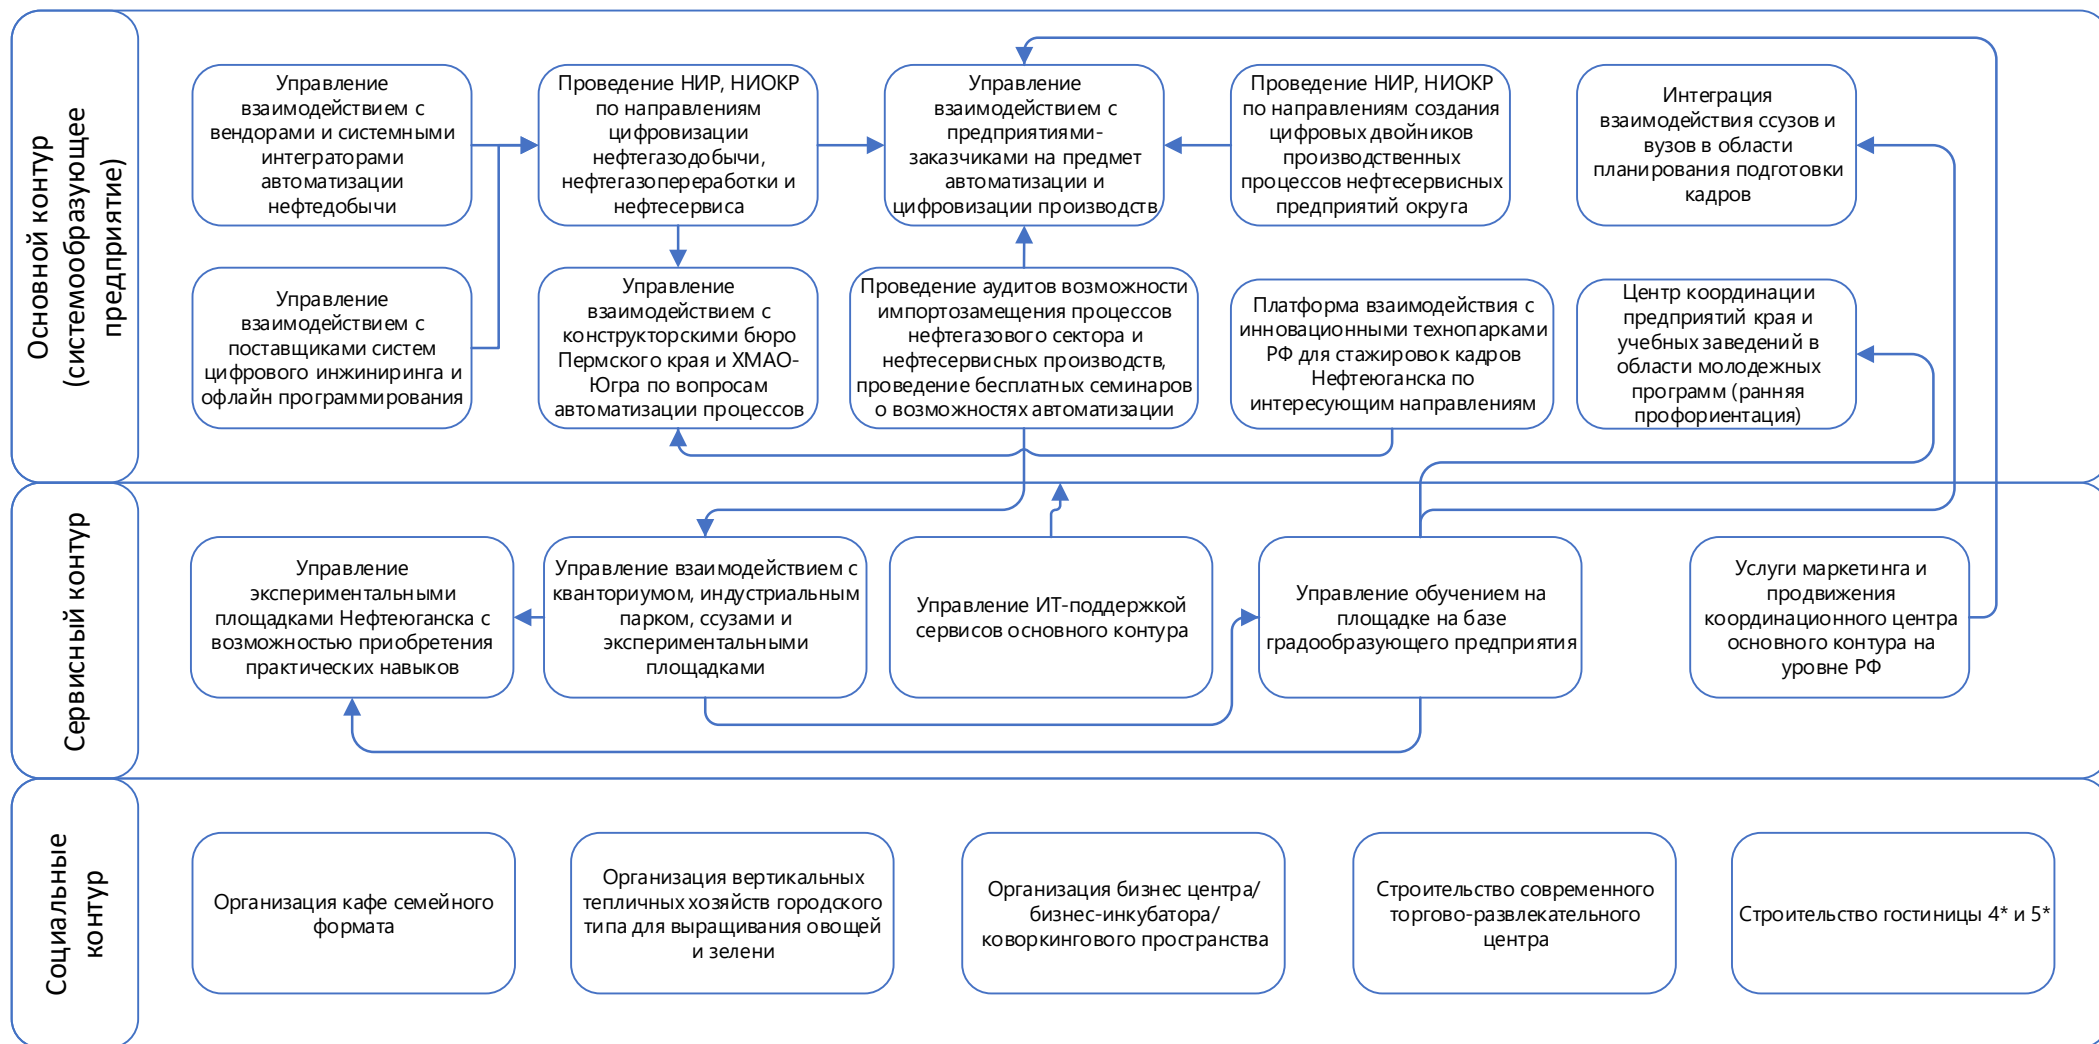 Основной контур
(системообразующее
предприятие)
Управление
взаимодействием с
вендорами и системными
интеграторами
автоматизации
нефтедобычи
Проведение НИР, НИОКР
по направлениям
цифровизации
нефтегазодобычи,
нефтегазопереработки и
нефтесервиса
Управление
взаимодействием с
предприятиями-
заказчиками на предмет
автоматизации и
цифровизации производств
Проведение НИР, НИОКР
по направлениям создания
цифровых двойников
производственных
процессов нефтесервисных
предприятий округа
Интеграция
взаимодействия ссузов и
вузов в области
планирования подготовки
кадров
Управление
взаимодействием с
поставщиками систем
цифрового инжиниринга и
офлайн программирования
Управление
взаимодействием с
конструкторскими бюро
Пермского края и ХМАО-
Югра по вопросам
автоматизации процессов
Проведение аудитов возможности
импортозамещения процессов
нефтегазового сектора и
нефтесервисных производств,
проведение бесплатных семинаров
о возможностях автоматизации
Платформа взаимодействия с
инновационными технопарками
РФ для стажировок кадров
Нефтеюганска по
интересующим направлениям
Центр координации
предприятий края и
учебных заведений в
области молодежных
программ (ранняя
профориентация)
Сервисный контур
Управление
экспериментальными
площадками Нефтеюганска с
возможностью приобретения
практических навыков
Управление взаимодействием с
кванториумом, индустриальным
парком, ссузами и
экспериментальными
площадками
Управление ИТ-поддержкой
сервисов основного контура
Управление обучением на
площадке на базе
градообразующего предприятия
Услуги маркетинга и
продвижения
координационного центра
основного контура на
уровне РФ
Социальные
контур
Организация кафе семейного
формата
Организация вертикальных
тепличных хозяйств городского
типа для выращивания овощей
и зелени
Организация бизнес центра/
бизнес-инкубатора/
коворкингового пространства
Строительство современного
торгово-развлекательного
центра
Строительство гостиницы 4* и 5*